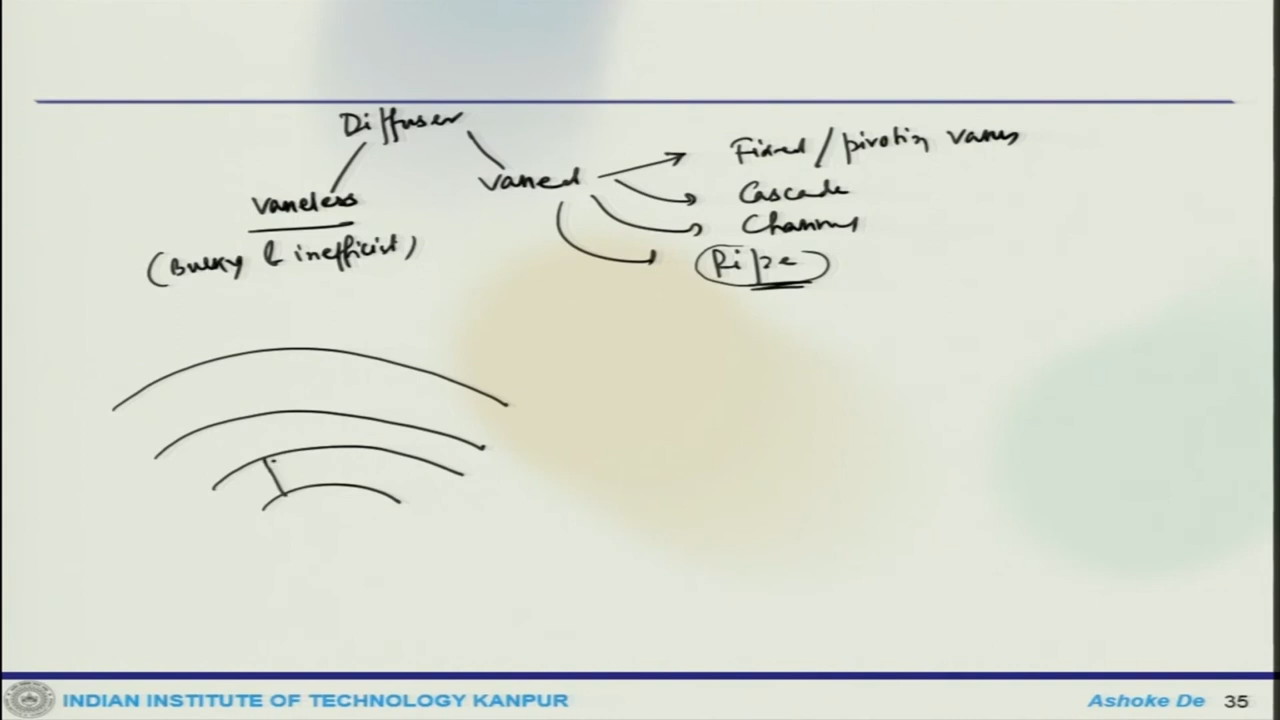 Diffuser
Vaneless
(Bulky & inefficient)
Vaned
Fixed / pivoting vanes
Cascade
Channel
Pipe
INDIAN INSTITUTE OF TECHNOLOGY KANPUR
Ashoke De 35